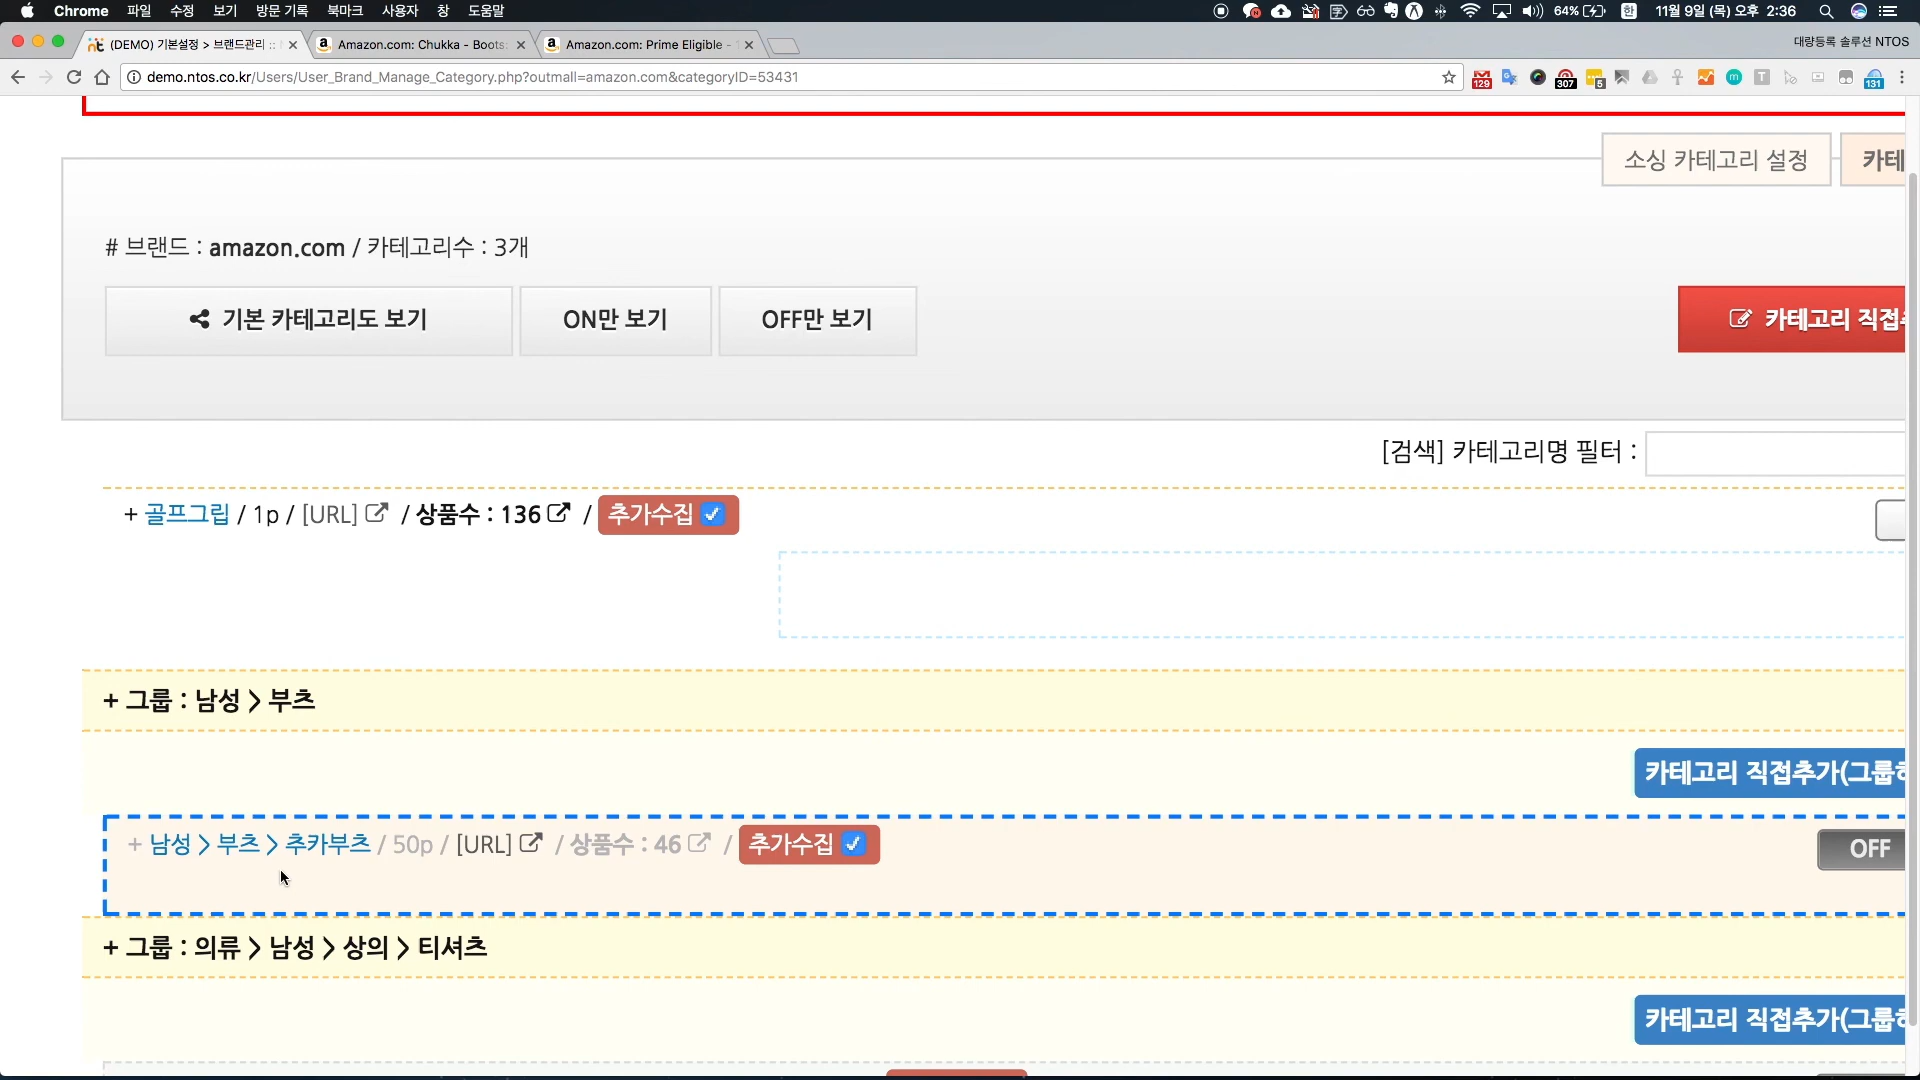 Chrome 파일 수정 보기 방문 기록 북마크 사용자 창 도움말 64% 한 11월 9일 (목) 오후 2:36
(DEMO) 기본설정 > 브랜드관리 :: Amazon.com: Chukka - Boots: Amazon.com: Prime Eligible - 대량등록 솔루션 NTOS
demo.ntos.co.kr/Users/User_Brand_Manage_Category.php?outmall=amazon.com&categoryID=53431 129 307 5 131
소싱 카테고리 설정 카테
# 브랜드 : amazon.com / 카테고리수 : 3개
기본 카테고리도 보기 ON만 보기 OFF만 보기 카테고리 직접
[검색] 카테고리명 필터 :
+ 골프그립 / 1p / [URL] / 상품수 : 136 / 추가수집
+ 그룹 : 남성 > 부츠
카테고리 직접추가(그룹
+ 남성 > 부츠 > 추카부츠 / 50p / [URL] / 상품수 : 46 / 추가수집 OFF
+ 그룹 : 의류 > 남성 > 상의 > 티셔츠
카테고리 직접추가(그룹